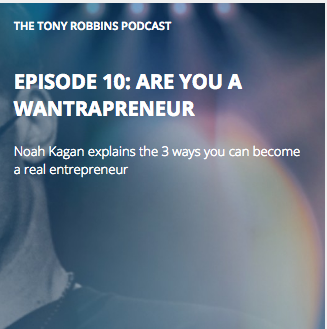 THE TONY ROBBINS PODCAST
EPISODE 10: ARE YOU A
WANTRAPRENEUR
Noah Kagan explains the 3 ways you can become
a real entrepreneur